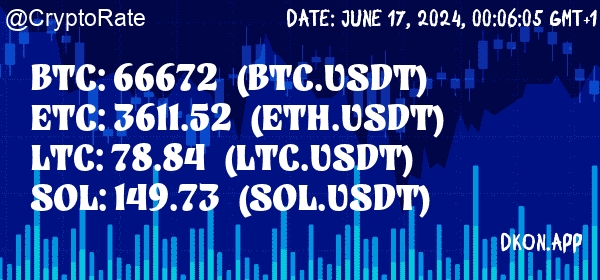 @CryptoRate
DATE: JUNE 17, 2024, 00:06:05 GMT+1
BTC: 66672 (BTC.USDT)
ETC: 3611.52 (ETH.USDT)
LTC: 78.84 (LTC.USDT)
SOL: 149.73 (SOL.USDT)
DKON.APP